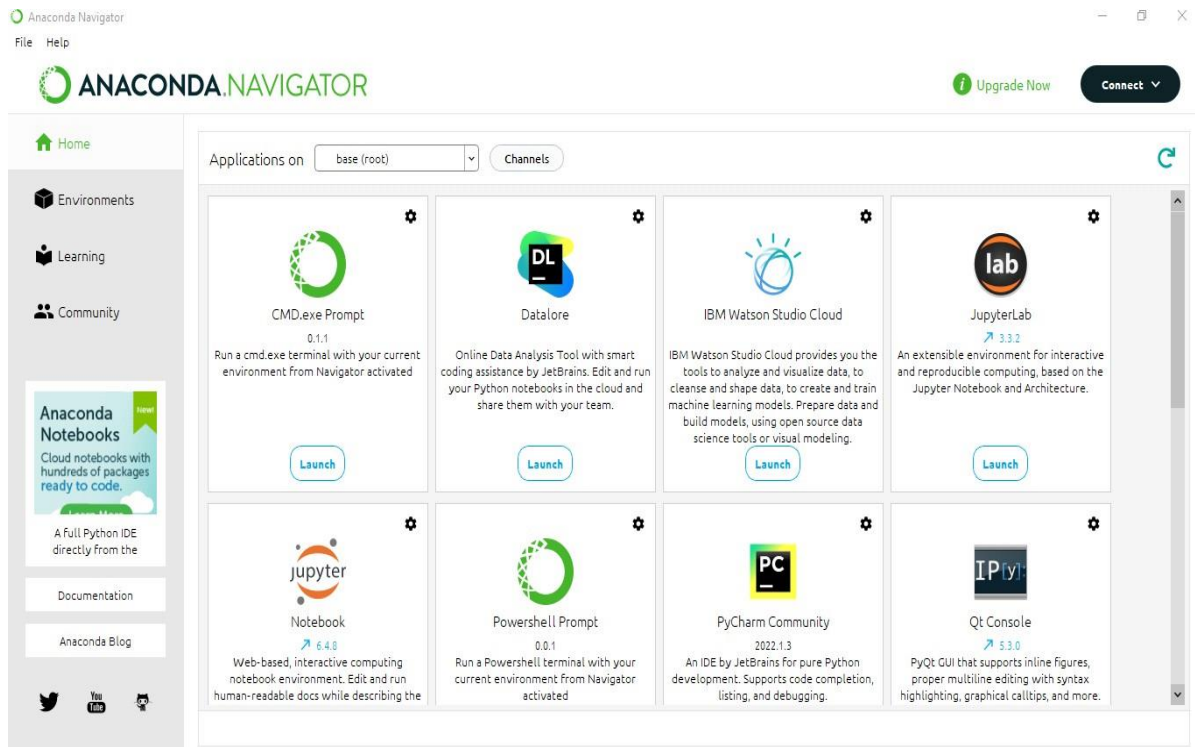 Anaconda Navigator
File Help
ANACONDA.NAVIGATOR
Upgrade Now
Connect
Home
Environments
Learning
Community
Anaconda
Notebooks
New!
Cloud notebooks with
hundreds of packages
ready to code.
Learn More
A full Python IDE
directly from the
Documentation
Anaconda Blog
You
Tube
Applications on base (root) Channels
CMD.exe Prompt
0.1.1
Run a cmd.exe terminal with your current
environment from Navigator activated
Launch
DL
Datalore
Online Data Analysis Tool with smart
coding assistance by JetBrains. Edit and run
your Python notebooks in the cloud and
share them with your team.
Launch
IBM Watson Studio Cloud
IBM Watson Studio Cloud provides you the
tools to analyze and visualize data, to
cleanse and shape data, to create and train
machine learning models. Prepare data and
build models, using open source data
science tools or visual modeling.
Launch
lab
JupyterLab
3.3.2
An extensible environment for interactive
and reproducible computing, based on the
Jupyter Notebook and Architecture.
Launch
jupyter
Notebook
6.4.8
Web-based, interactive computing
notebook environment. Edit and run
human-readable docs while describing the
Powershell Prompt
0.0.1
Run a Powershell terminal with your
current environment from Navigator
activated
PC
PyCharm Community
2022.1.3
An IDE by JetBrains for pure Python
development. Supports code completion,
listing, and debugging.
IP[y]:
Qt Console
5.3.0
PyQt GUI that supports inline figures,
proper multiline editing with syntax
highlighting, graphical calltips, and more.